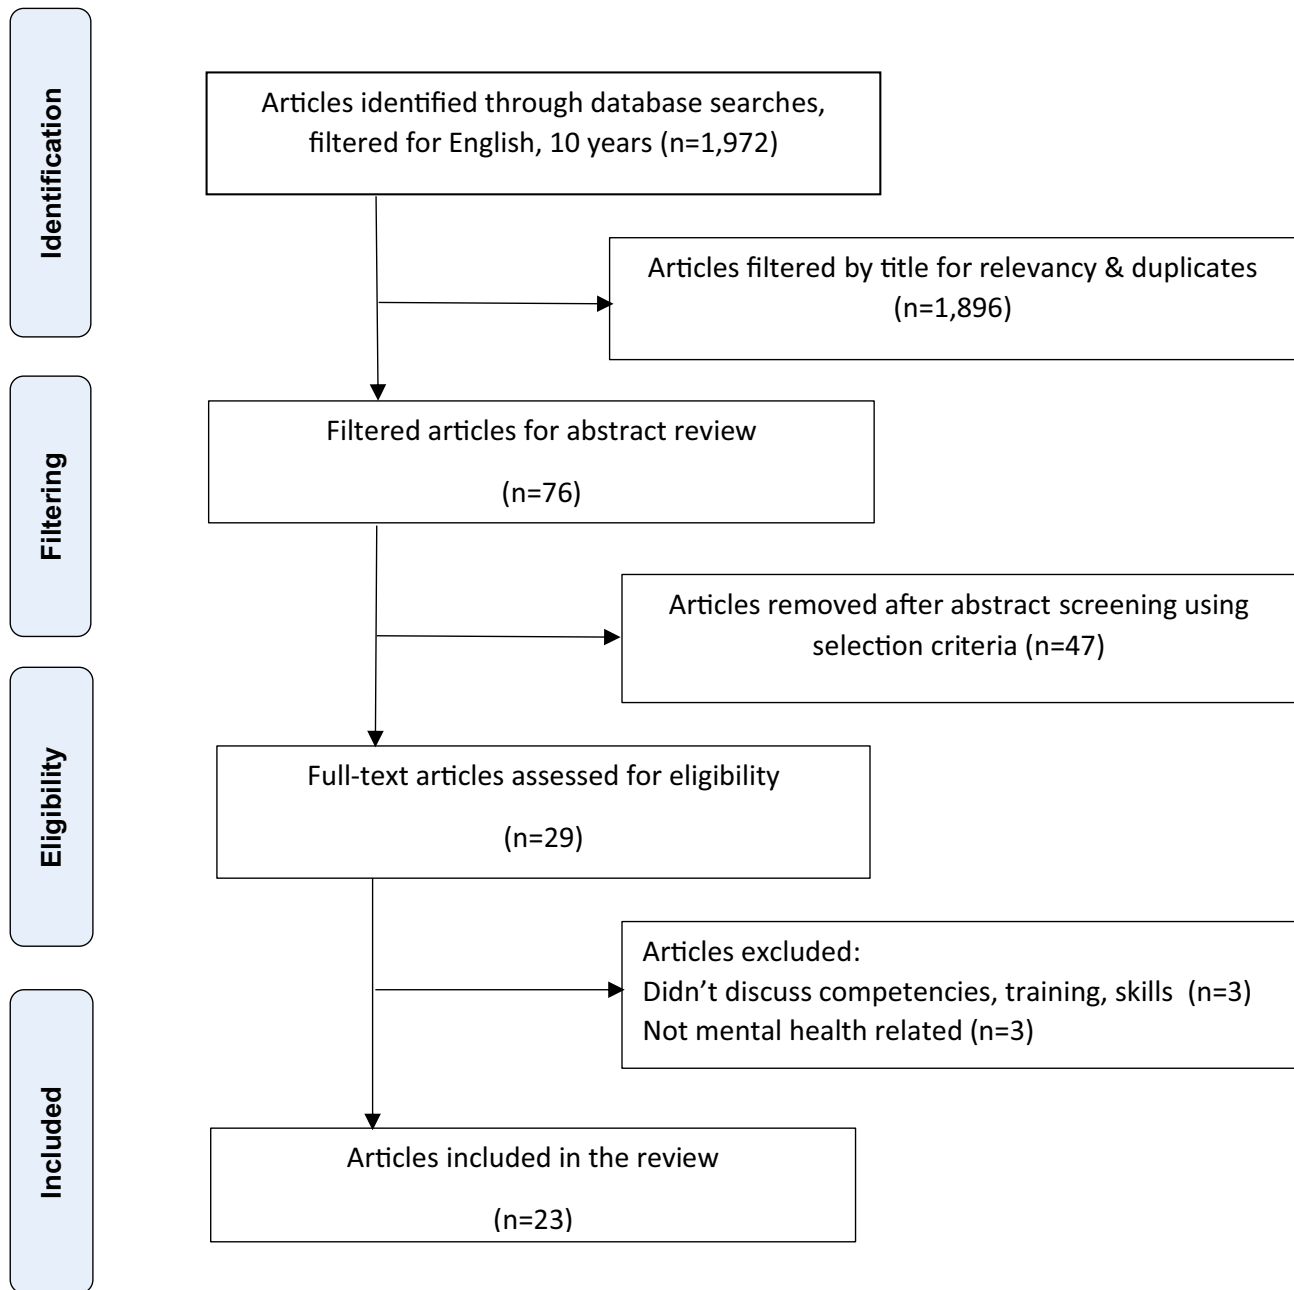 Identification
Articles identified through database searches,
filtered for English, 10 years (n=1,972)
Articles filtered by title for relevancy & duplicates
(n=1,896)
Filtering
Filtered articles for abstract review
(n=76)
Articles removed after abstract screening using
selection criteria (n=47)
Eligibility
Full-text articles assessed for eligibility
(n=29)
Articles excluded:
Didn’t discuss competencies, training, skills  (n=3)
Not mental health related (n=3)
Included
Articles included in the review
(n=23)